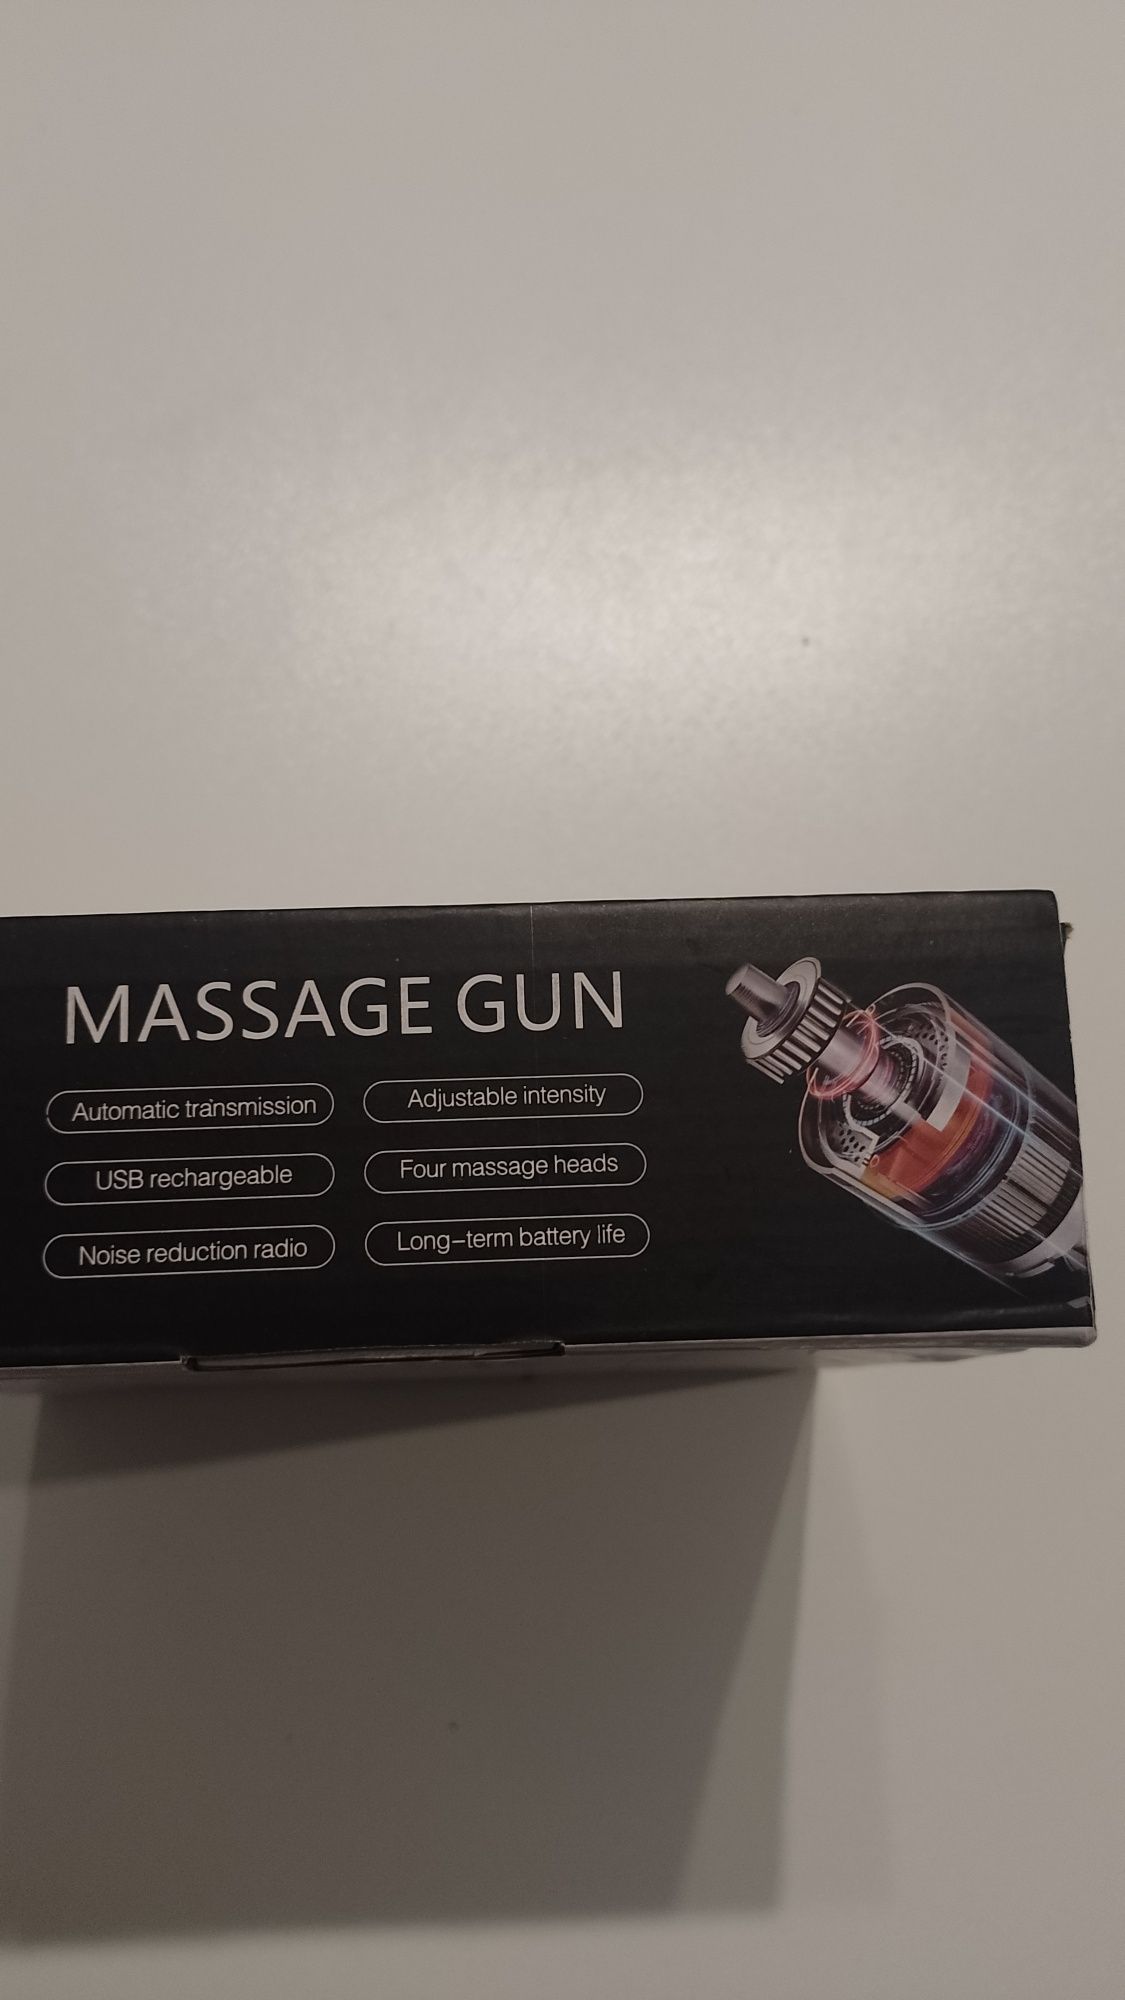 MASSAGE GUN
Automatic transmission
Adjustable intensity
USB rechargeable
Four massage heads
Noise reduction radio
Long-term battery life